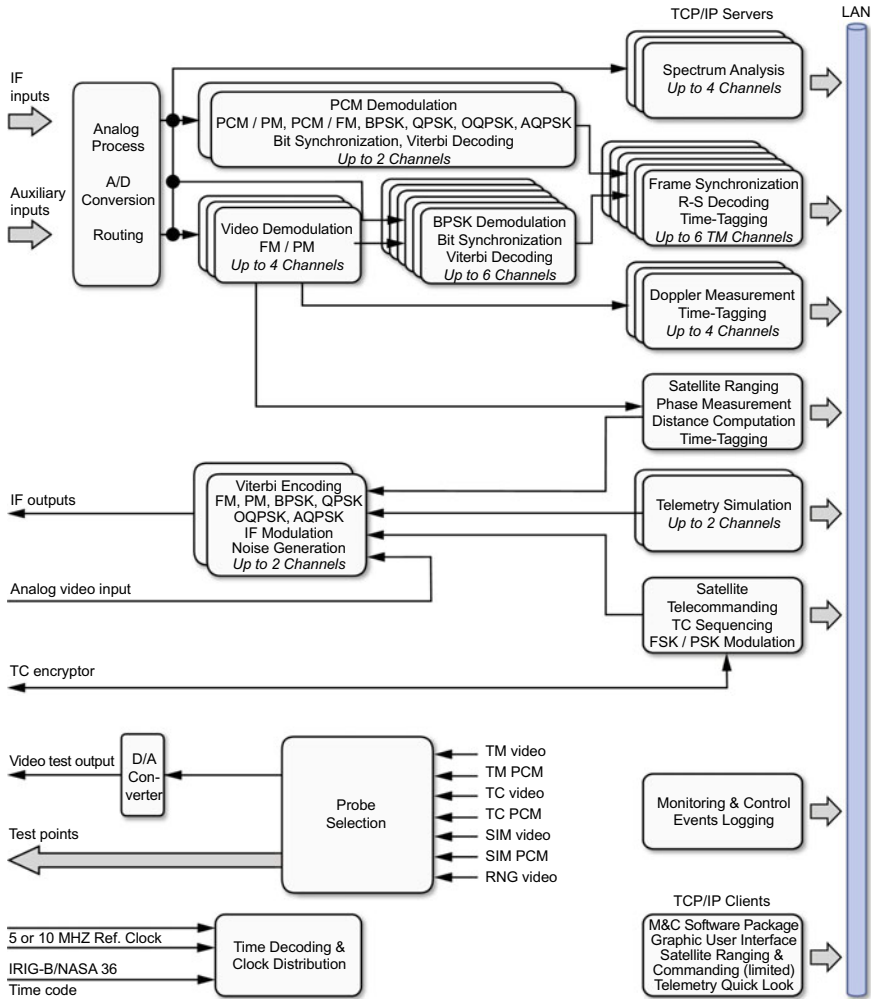 TCP/IP Servers
LAN
IF
inputs
Auxiliary
inputs
Analog
Process
A/D
Conversion
Routing
Spectrum Analysis
Up to 4 Channels
PCM Demodulation
PCM / PM, PCM / FM, BPSK, QPSK, OQPSK, AQPSK
Bit Synchronization, Viterbi Decoding
Up to 2 Channels
Frame Synchronization
R-S Decoding
Time-Tagging
Up to 6 TM Channels
Video Demodulation
FM / PM
Up to 4 Channels
BPSK Demodulation
Bit Synchronization
Viterbi Decoding
Up to 6 Channels
Doppler Measurement
Time-Tagging
Up to 4 Channels
Satellite Ranging
Phase Measurement
Distance Computation
Time-Tagging
IF outputs
Viterbi Encoding
FM, PM, BPSK, QPSK
OQPSK, AQPSK
IF Modulation
Noise Generation
Up to 2 Channels
Telemetry Simulation
Up to 2 Channels
Analog video input
Satellite
Telecommanding
TC Sequencing
FSK / PSK Modulation
TC encryptor
Video test output
D/A
Con-
verter
Test points
Probe
Selection
TM video
TM PCM
TC video
TC PCM
SIM video
SIM PCM
RNG video
Monitoring & Control
Events Logging
TCP/IP Clients
M&C Software Package
Graphic User Interface
Satellite Ranging &
Commanding (limited)
Telemetry Quick Look
5 or 10 MHZ Ref. Clock
IRIG-B/NASA 36
Time code
Time Decoding &
Clock Distribution